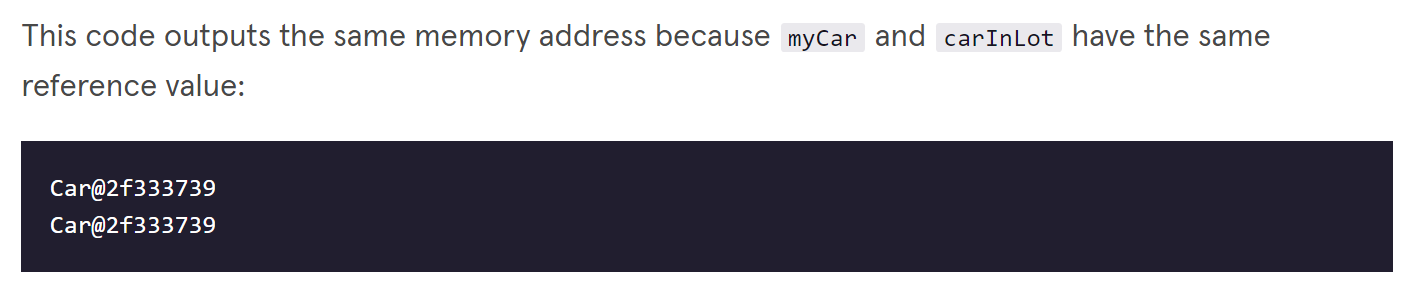 This code outputs the same memory address because myCar and carInLot have the same
reference value:
Car@2f333739
Car@2f333739